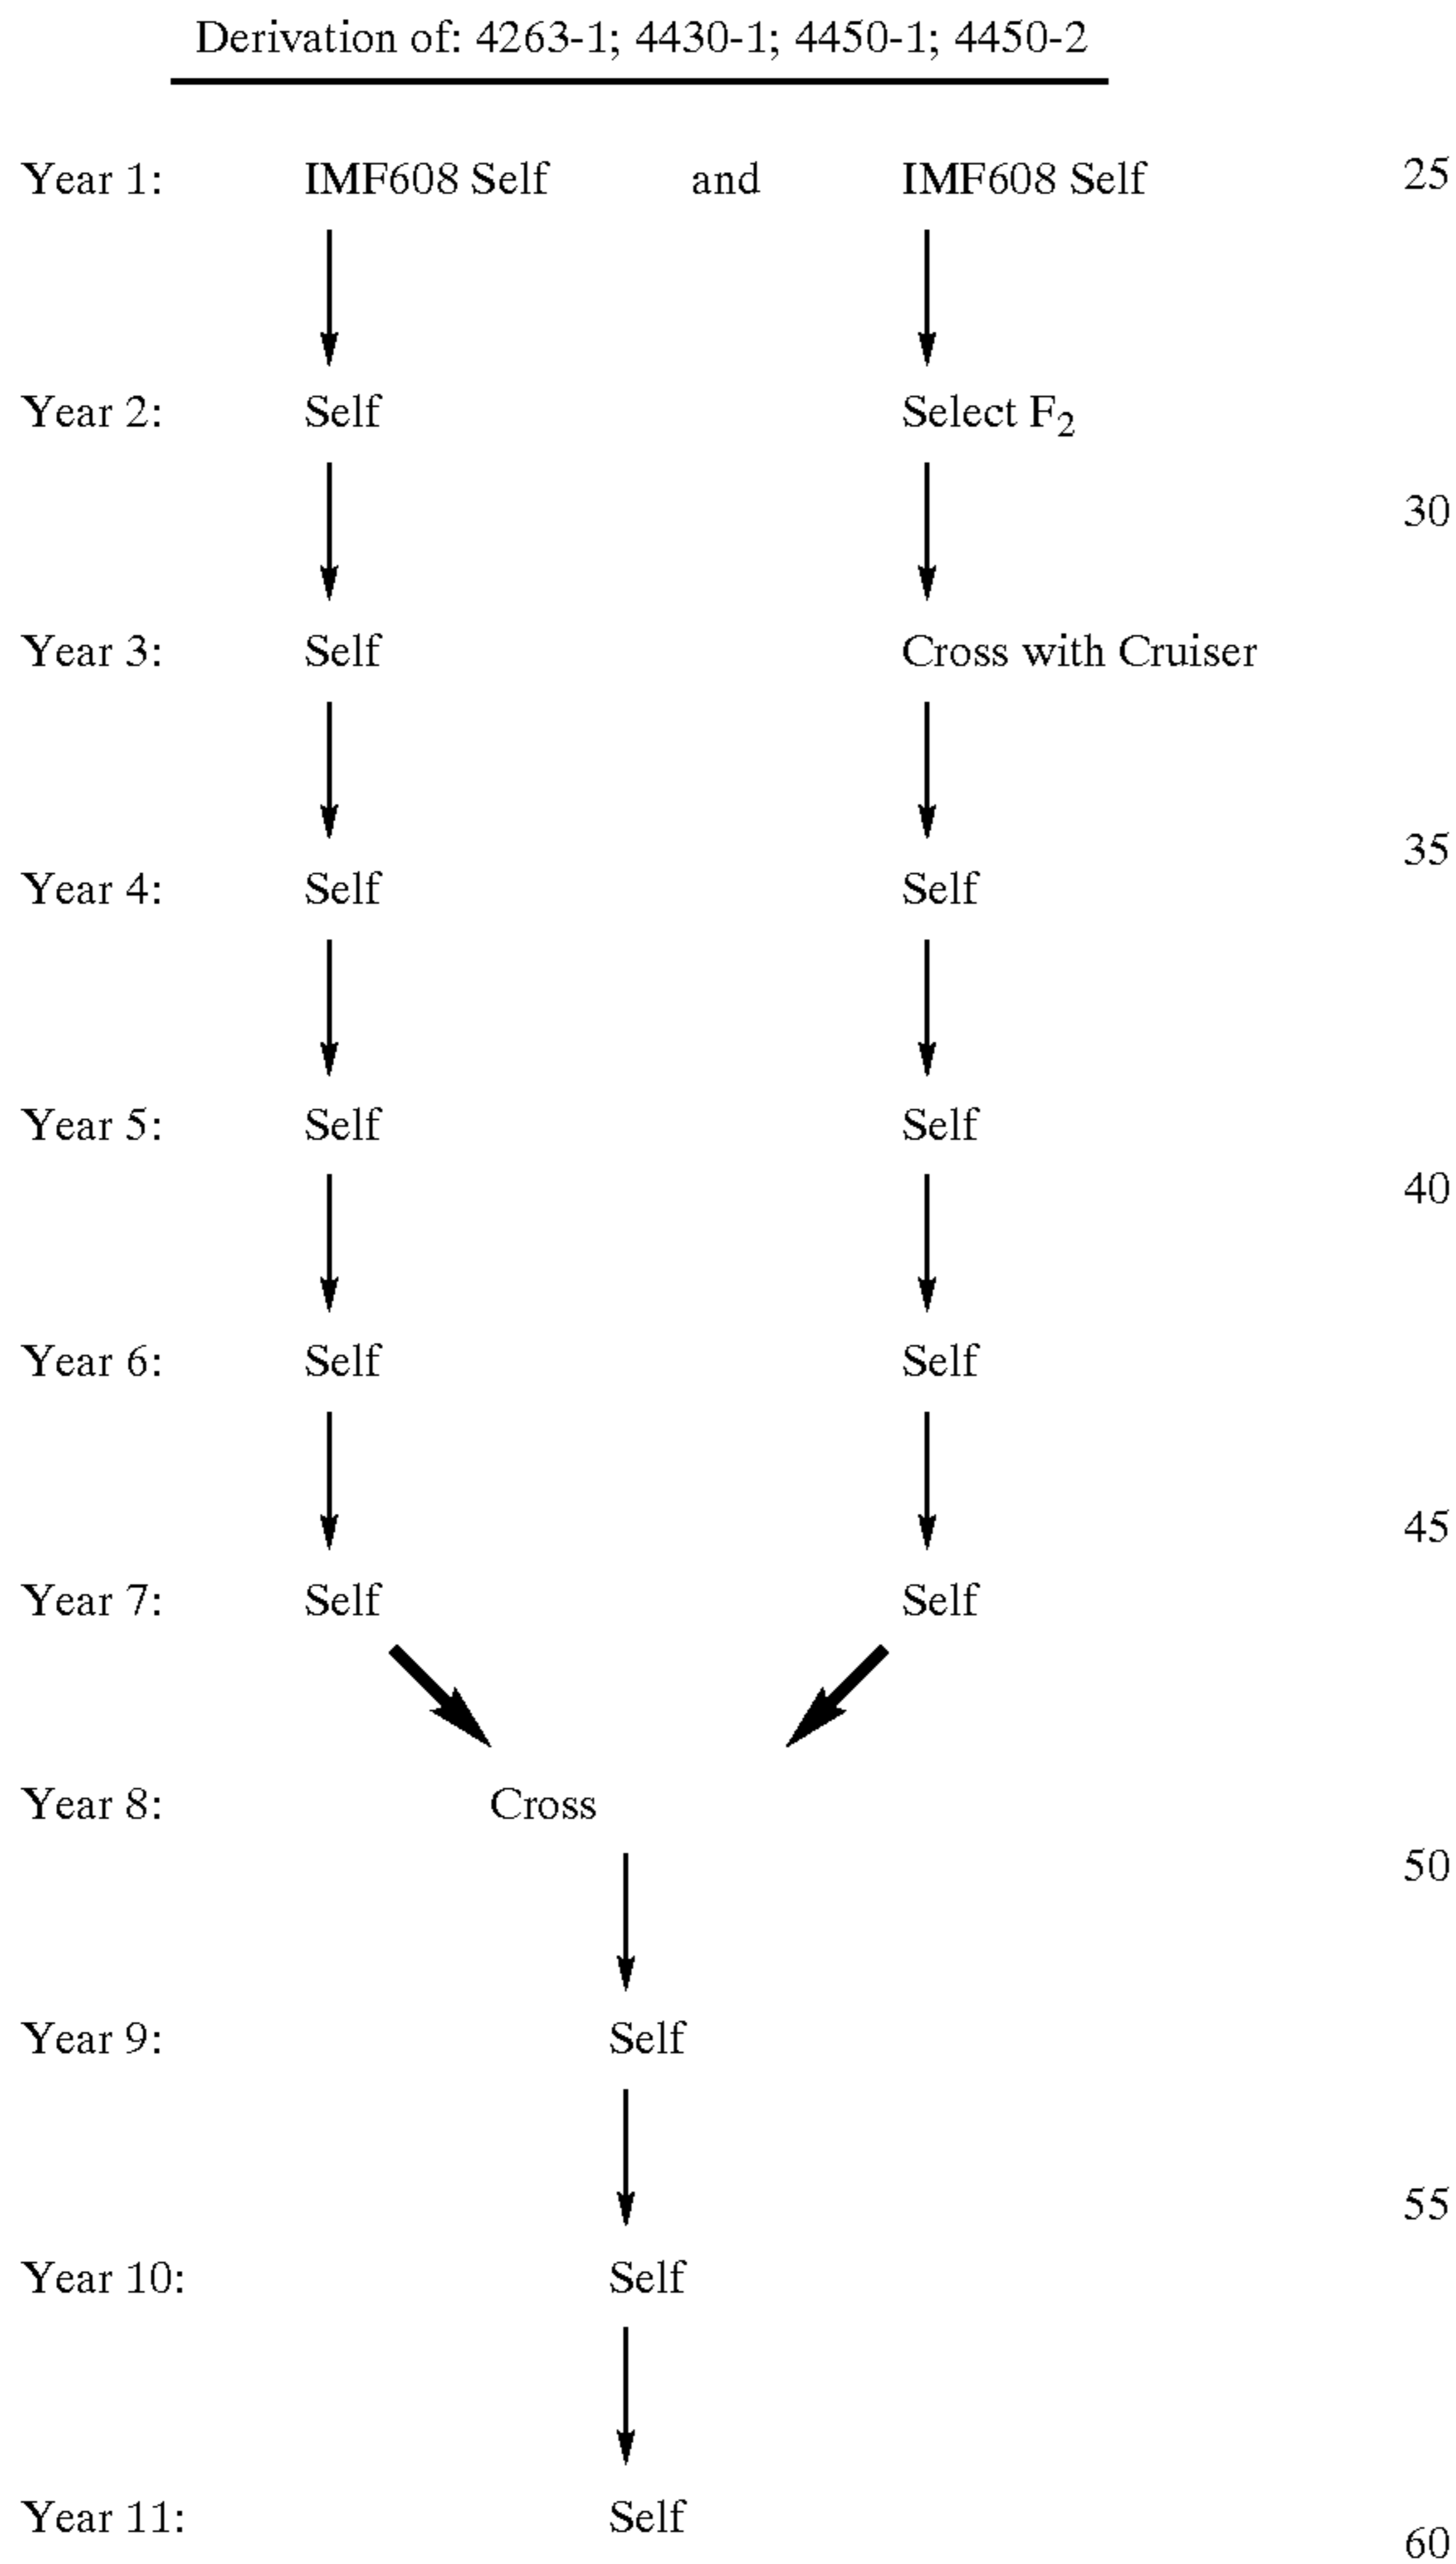 Derivation of: 4263-1; 4430-1; 4450-1; 4450-2
Year 1: IMF608 Self and IMF608 Self 25
Year 2: Self Select F₂
30
Year 3: Self Cross with Cruiser
35
Year 4: Self Self
Year 5: Self Self
40
Year 6: Self Self
45
Year 7: Self Self
Year 8: Cross
50
Year 9: Self
55
Year 10: Self
Year 11: Self
60